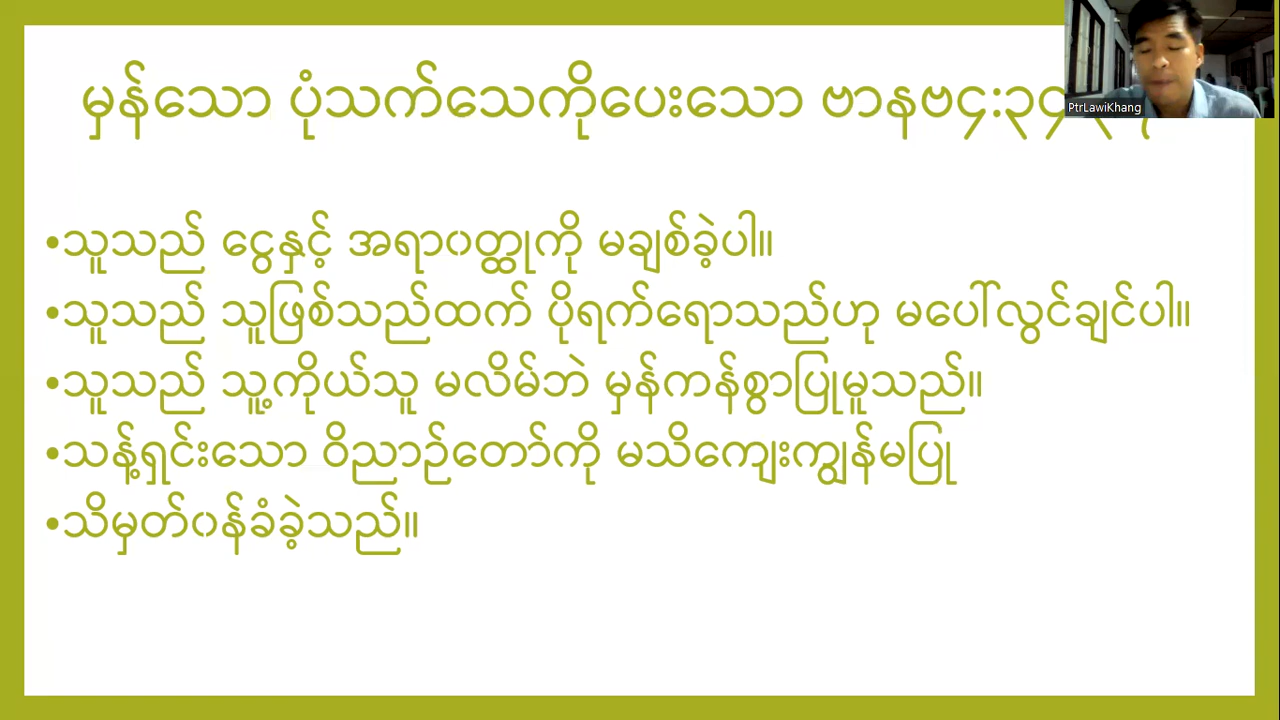 မှန်သော ပုံသက်သေကိုပေးသော ဗာနဗ၄:၃၄
PtrLawiKhang
•သူသည် ငွေနှင့် အရာ၀တ္ထုကို မချစ်ခဲ့ပါ။
•သူသည် သူဖြစ်သည်ထက် ပိုရက်ရောသည်ဟု မပေါ်လွင်ချင်ပါ။
•သူသည် သူ့ကိုယ်သူ မလိမ်ဘဲ မှန်ကန်စွာပြုမူသည်။
•သန့်ရှင်းသော ဝိညာဉ်တော်ကို မသိကျေးကျွန်မပြု
•သိမှတ်၀န်ခံခဲ့သည်။